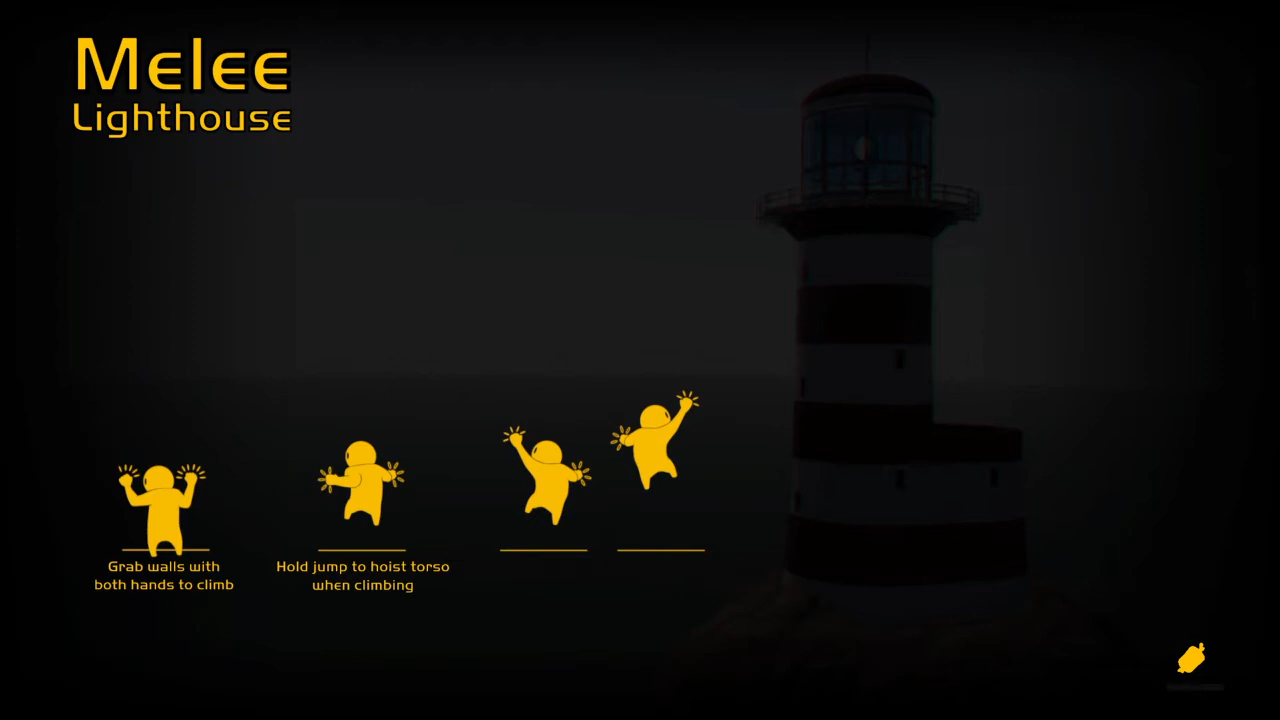 Melee
Lighthouse
Grab walls with
both hands to climb
Hold jump to hoist torso
when climbing